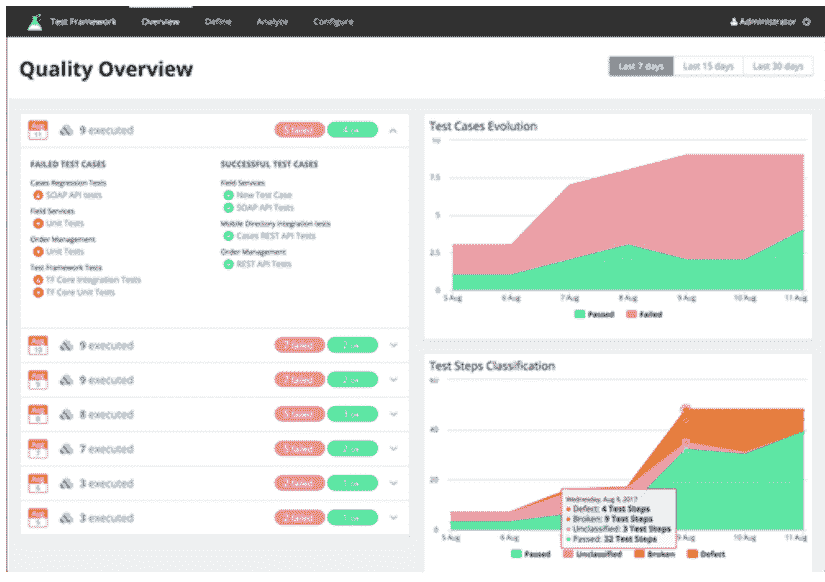 Test Framework Overview Define Analyze Configure Administrator
Quality Overview
Last 7 days Last 15 days Last 30 days
Aug 11 9 executed 5 failed 4 ok
FAILED TEST CASES
Cases Regression Tests
SOAP API tests
Field Services
Unit Tests
Order Management
Unit Tests
Test Framework Tests
TF Core Integration Tests
TF Core Unit Tests
SUCCESSFUL TEST CASES
Field Services
New Test Case
SOAP API Tests
Mobile Directory Integration tests
Cases REST API Tests
Order Management
REST API Tests
Aug 10 9 executed 7 failed 2 ok
Aug 9 9 executed 7 failed 2 ok
Aug 8 8 executed 5 failed 3 ok
Aug 7 7 executed 5 failed 2 ok
Aug 6 3 executed 2 failed 1 ok
Aug 5 3 executed 2 failed 1 ok
Test Cases Evolution
10
7.5
5
2.5
0
5 Aug 6 Aug 7 Aug 8 Aug 9 Aug 10 Aug 11 Aug
Passed Failed
Test Steps Classification
60
40
20
0
Wednesday, Aug 9, 2017
Defect: 4 Test Steps
Broken: 9 Test Steps
Unclassified: 3 Test Steps
Passed: 32 Test Steps
5 Aug 6 Aug 9 Aug 10 Aug 11 Aug
Passed Unclassified Broken Defect